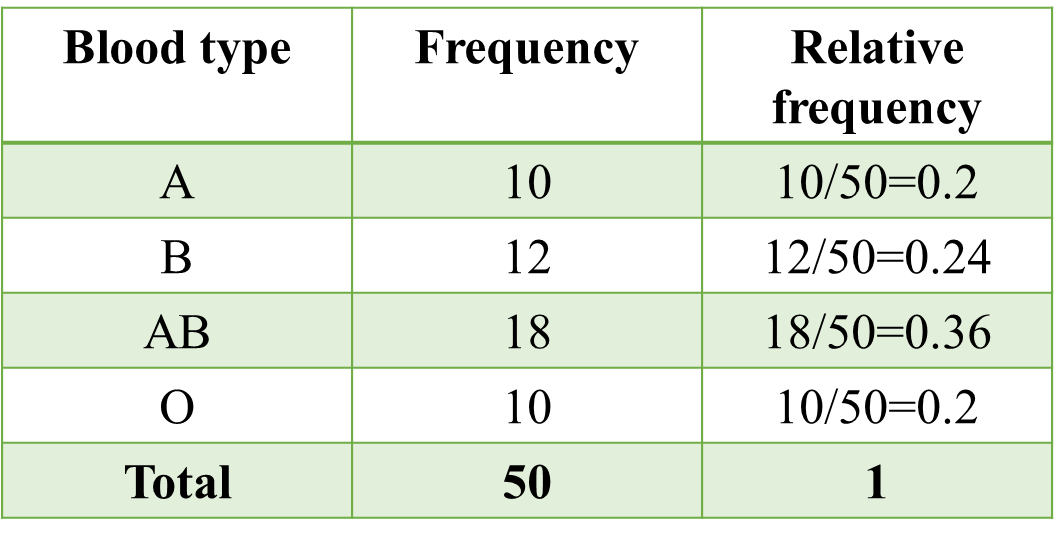 Blood type Frequency Relative
frequency
A 10 10/50=0.2
B 12 12/50=0.24
AB 18 18/50=0.36
O 10 10/50=0.2
Total 50 1